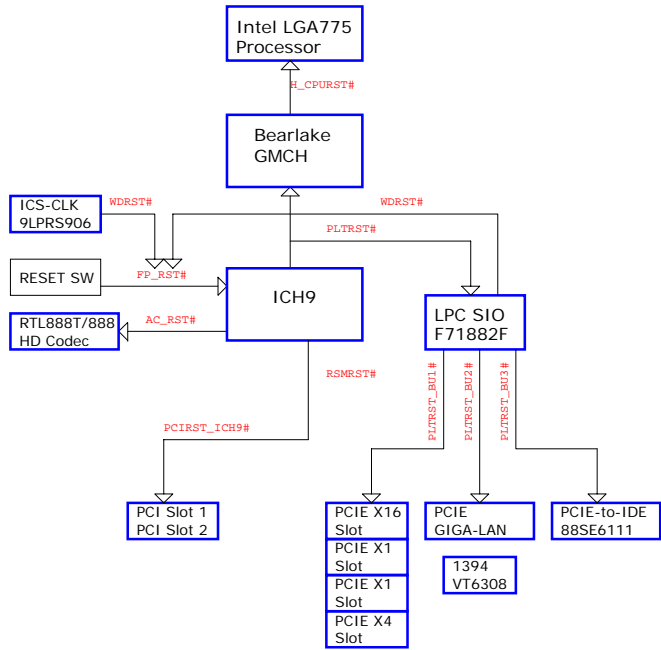 Intel LGA775
Processor
H_CPURST#
Bearlake
GMCH
ICS-CLK
9LPRS906
WDRST#
WDRST#
PLTRST#
RESET SW
FP_RST#
ICH9
LPC SIO
F71882F
RTL888T/888
HD Codec
AC_RST#
RSMRST#
PLTRST_BU1#
PLTRST_BU2#
PLTRST_BU3#
PCIRST_ICH9#
PCI Slot 1
PCI Slot 2
PCIE X16
Slot
PCIE X1
Slot
PCIE X1
Slot
PCIE X4
Slot
PCIE
GIGA-LAN
1394
VT6308
PCIE-to-IDE
88SE6111